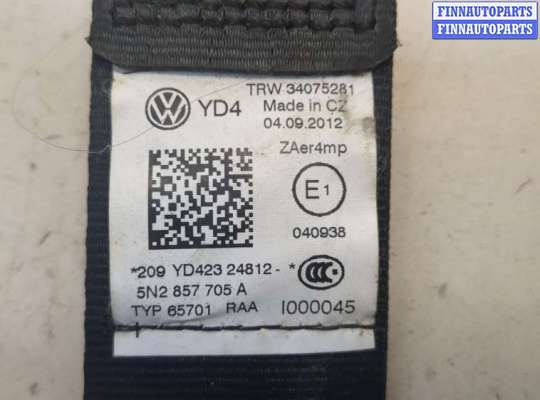 FINNAUTOPARTS
FINNAUTOPARTS
TRW 34075281
YD4
Made in CZ
04.09.2012
ZAer4mp
E1
040938
*209 YD423 24812- *
CCC
5N2 857 705 A
TYP 65701 RAA I000045